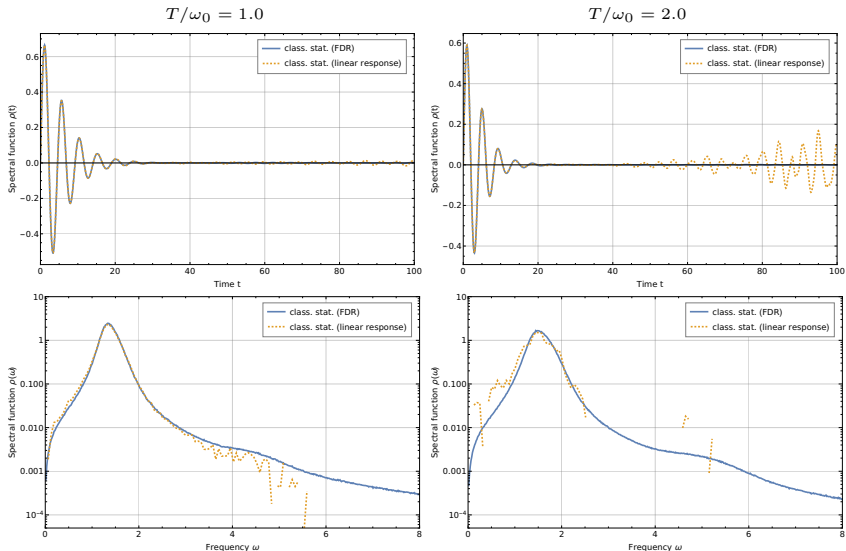 T/ω₀ = 1.0
T/ω₀ = 2.0
Spectral function ρ(t)
0.6
0.4
0.2
0.0
−0.2
−0.4
class. stat. (FDR)
class. stat. (linear response)
0 20 40 60 80 100
Time t
Spectral function ρ(t)
0.6
0.4
0.2
0.0
−0.2
−0.4
class. stat. (FDR)
class. stat. (linear response)
0 20 40 60 80 100
Time t
Spectral function ρ(ω)
10
1
0.100
0.010
0.001
10⁻⁴
class. stat. (FDR)
class. stat. (linear response)
0 2 4 6 8
Frequency ω
Spectral function ρ(ω)
10
1
0.100
0.010
0.001
10⁻⁴
class. stat. (FDR)
class. stat. (linear response)
0 2 4 6 8
Frequency ω